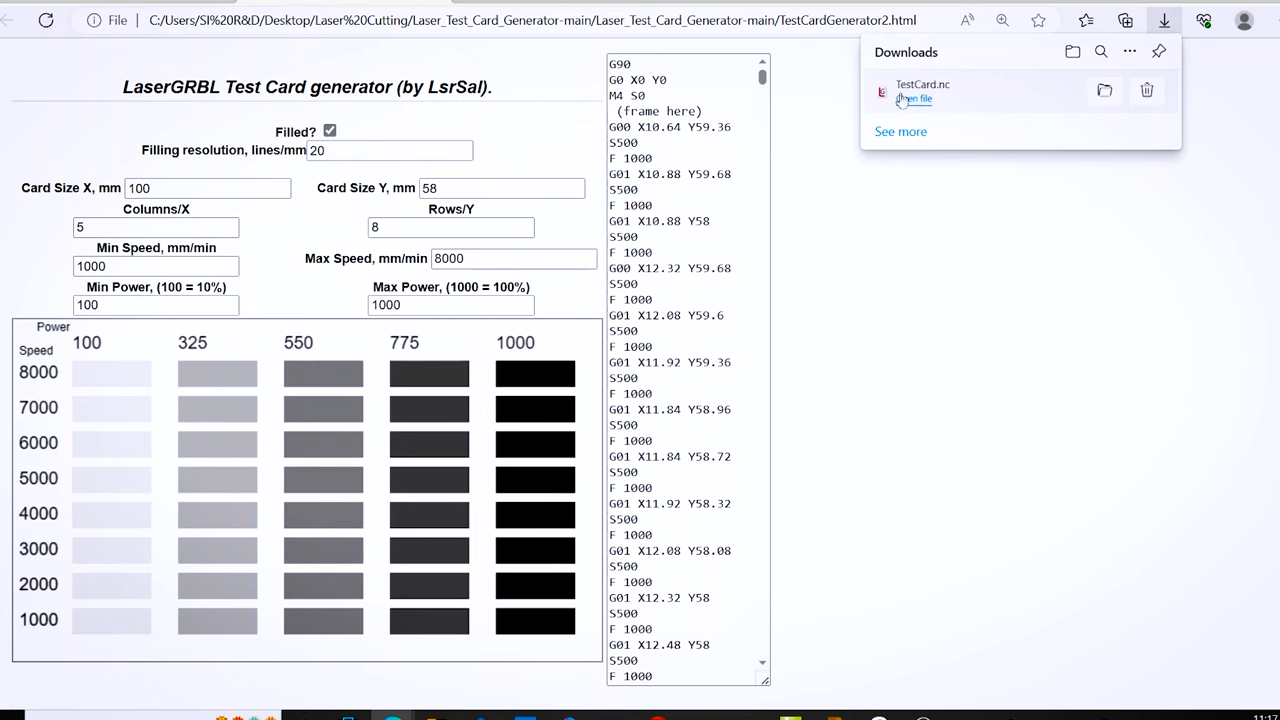 File
C:/Users/SI%20R&D/Desktop/Laser%20Cutting/Laser_Test_Card_Generator-main/Laser_Test_Card_Generator-main/TestCardGenerator2.html
Downloads
TestCard.nc
file
See more
LaserGRBL Test Card generator (by LsrSal).
Filled?
Filling resolution, lines/mm 20
Card Size X, mm 100
Card Size Y, mm 58
Columns/X
Rows/Y
5
8
Min Speed, mm/min
Max Speed, mm/min 8000
1000
Min Power, (100 = 10%)
Max Power, (1000 = 100%)
100
1000
Power
Speed
100 325 550 775 1000
8000
7000
6000
5000
4000
3000
2000
1000
G90
G0 X0 Y0
M4 S0
(frame here)
G00 X10.64 Y59.36
S500
F 1000
G01 X10.88 Y59.68
S500
F 1000
G01 X10.88 Y58
S500
F 1000
G00 X12.32 Y59.68
S500
F 1000
G01 X12.08 Y59.6
S500
F 1000
G01 X11.92 Y59.36
S500
F 1000
G01 X11.84 Y58.96
S500
F 1000
G01 X11.84 Y58.72
S500
F 1000
G01 X11.92 Y58.32
S500
F 1000
G01 X12.08 Y58.08
S500
F 1000
G01 X12.32 Y58
S500
F 1000
G01 X12.48 Y58
S500
F 1000